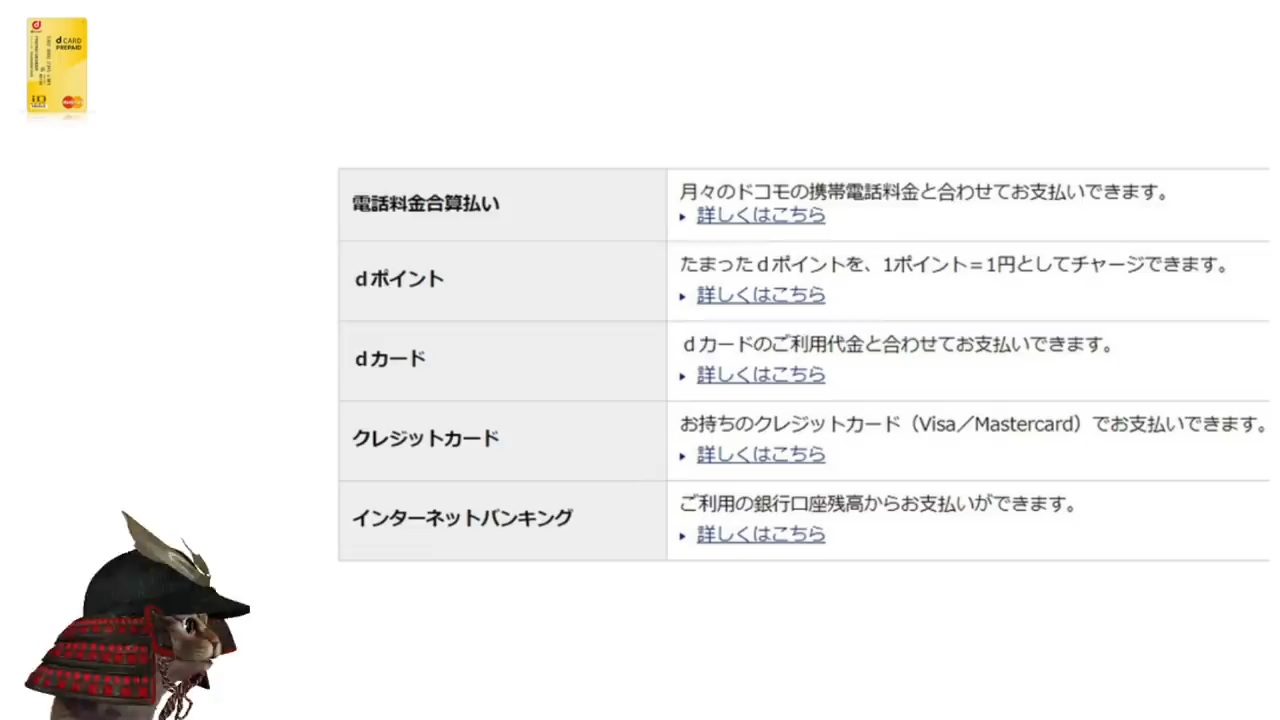 d CARD
PREPAID
電話料金合算払い
月々のドコモの携帯電話料金と合わせてお支払いできます。
詳しくはこちら
dポイント
たまったdポイントを、1ポイント＝1円としてチャージできます。
詳しくはこちら
dカード
dカードのご利用代金と合わせてお支払いできます。
詳しくはこちら
クレジットカード
お持ちのクレジットカード（Visa／Mastercard）でお支払いできます。
詳しくはこちら
インターネットバンキング
ご利用の銀行口座残高からお支払いができます。
詳しくはこちら